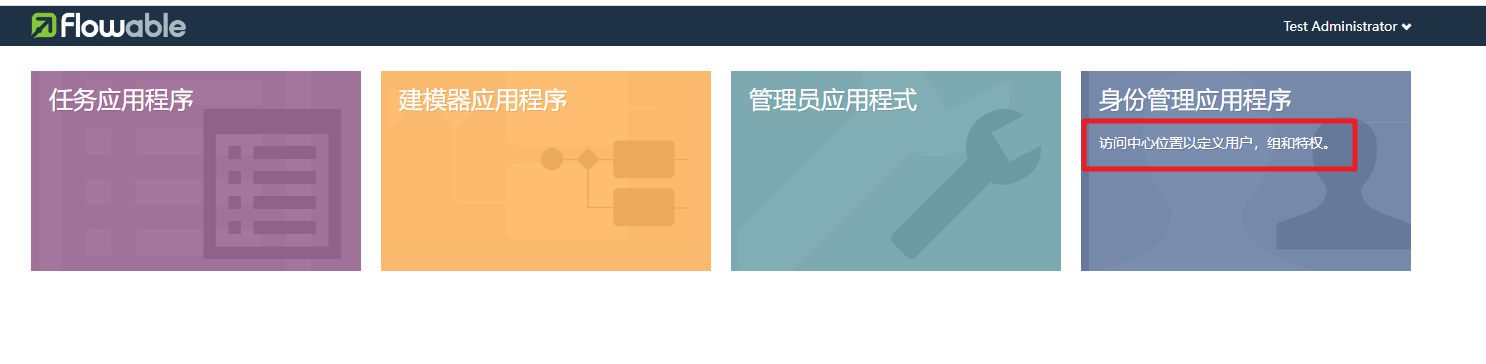 flowable
Test Administrator
任务应用程序
建模器应用程序
管理员应用程式
身份管理应用程序
访问中心位置以定义用户，组和特权。